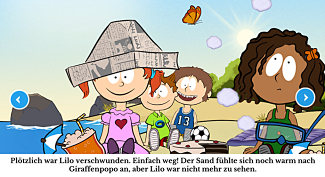 13
Plötzlich war Lilo verschwunden. Einfach weg! Der Sand fühlte sich noch warm nach
Giraffenpopo an, aber Lilo war nicht mehr zu sehen.